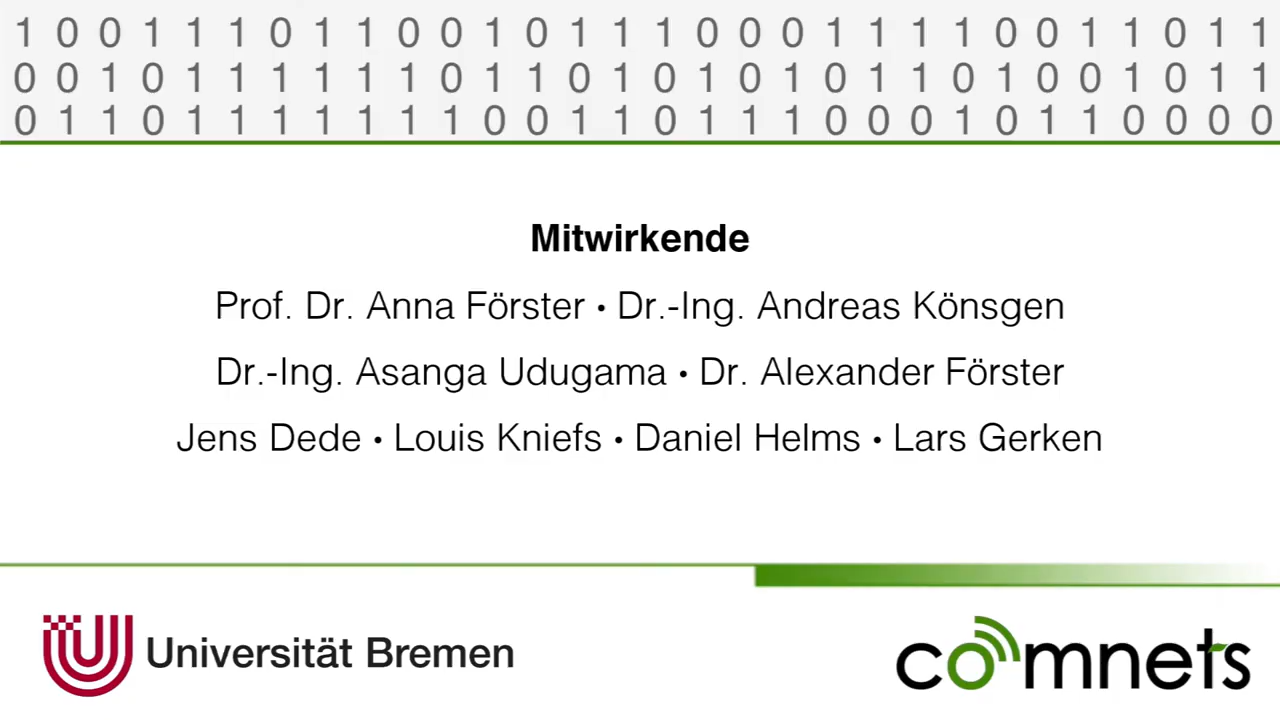 1 0 0 1 1 1 0 1 1 0 0 1 0 1 1 1 0 0 0 1 1 1 1 0 0 1 1 0 1 1
0 0 1 0 1 1 1 1 1 1 0 1 1 0 1 0 1 0 1 0 1 1 0 1 0 0 1 0 1 1
0 1 1 0 1 1 1 1 1 1 1 0 0 1 1 0 1 1 1 0 0 0 1 0 1 1 0 0 0 0
Mitwirkende
Prof. Dr. Anna Förster • Dr.-Ing. Andreas Könsgen
Dr.-Ing. Asanga Udugama • Dr. Alexander Förster
Jens Dede • Louis Kniefs • Daniel Helms • Lars Gerken
Universität Bremen
comnets